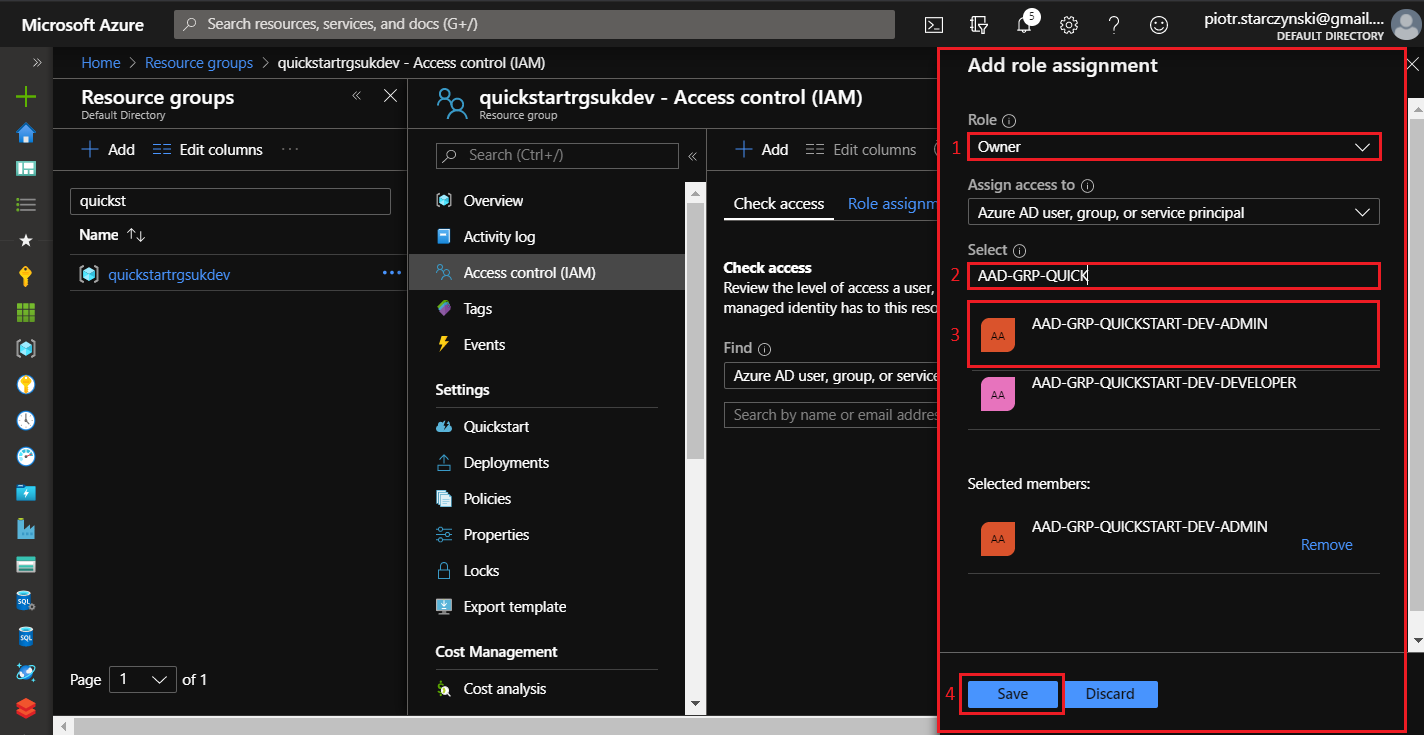 Microsoft Azure
Search resources, services, and docs (G+/)
5
piotr.starczynski@gmail....
DEFAULT DIRECTORY
Home > Resource groups > quickstartrgsukdev - Access control (IAM)
Resource groups
Default Directory
Add
Edit columns
quickst
Name
quickstartrgsukdev
Page 1 of 1
quickstartrgsukdev - Access control (IAM)
Resource group
Search (Ctrl+/)
Overview
Activity log
Access control (IAM)
Tags
Events
Settings
Quickstart
Deployments
Policies
Properties
Locks
Export template
Cost Management
Cost analysis
Add
Edit columns
Check access
Role assignm
Check access
Review the level of access a user,
managed identity has to this reso
Find
Azure AD user, group, or service
Search by name or email addres
Add role assignment
Role
1
Owner
Assign access to
Azure AD user, group, or service principal
Select
2
AAD-GRP-QUICK
3
AA
AAD-GRP-QUICKSTART-DEV-ADMIN
AA
AAD-GRP-QUICKSTART-DEV-DEVELOPER
Selected members:
AA
AAD-GRP-QUICKSTART-DEV-ADMIN
Remove
4
Save
Discard
SQL
SQL